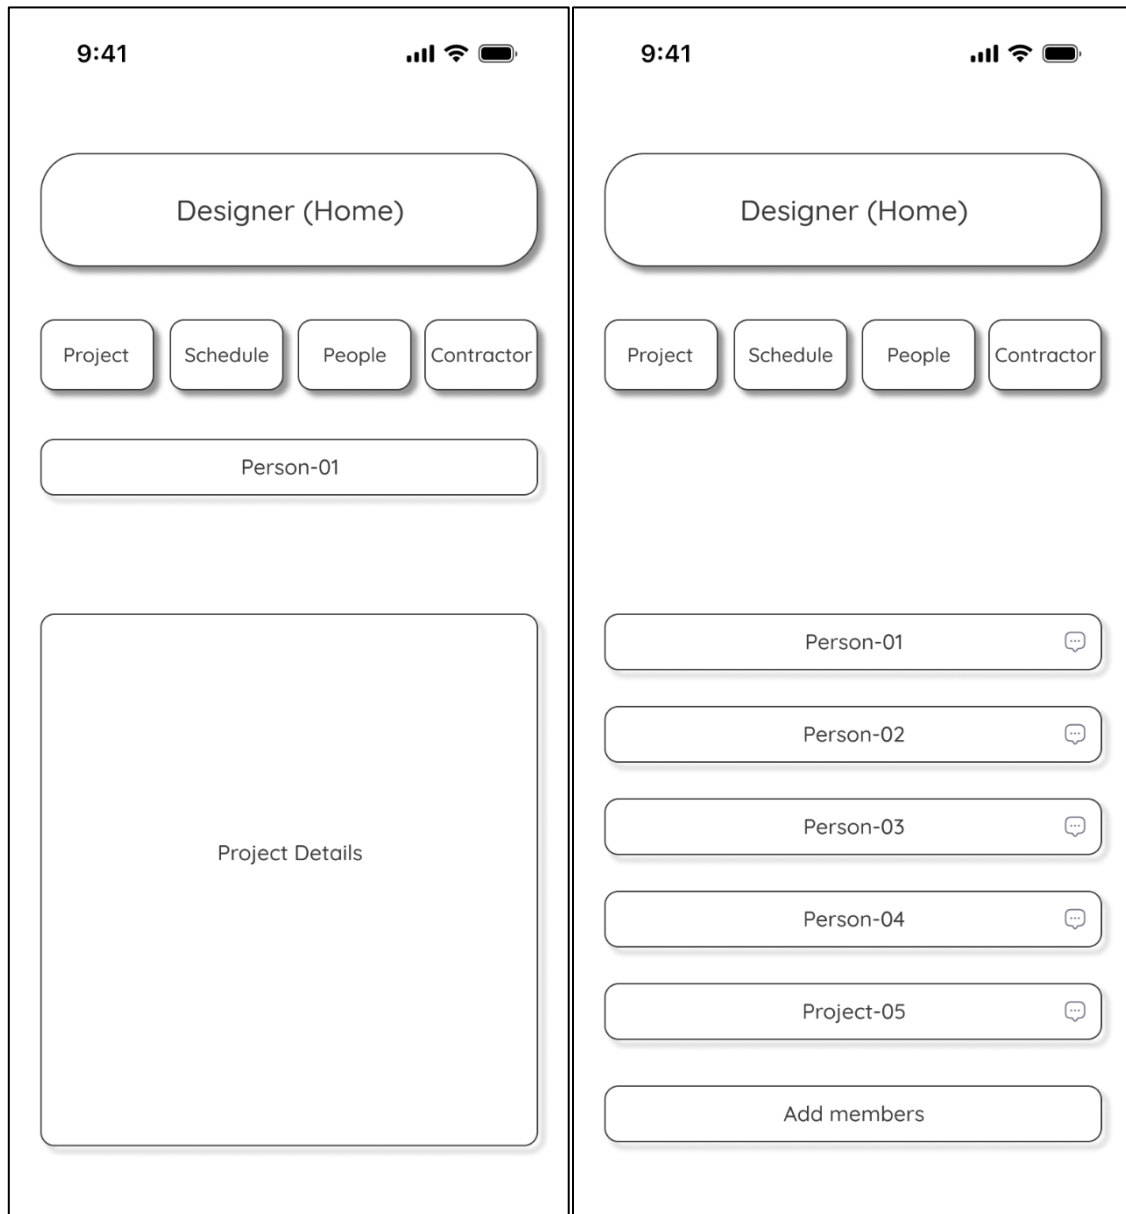 9:41
Designer (Home)
Project Schedule People Contractor
Person-01
Project Details
9:41
Designer (Home)
Project Schedule People Contractor
Person-01
Person-02
Person-03
Person-04
Project-05
Add members